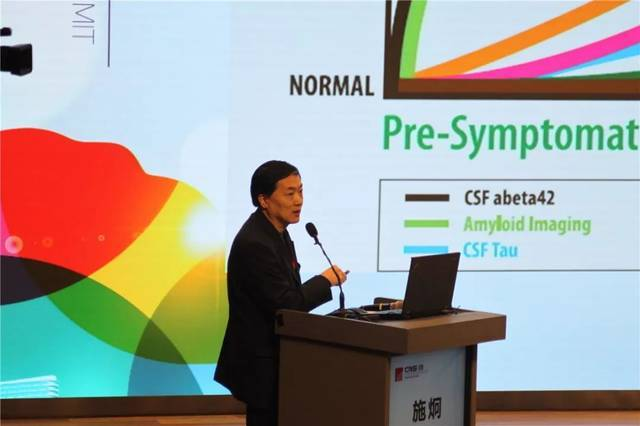 MIT
NORMAL
Pre-Symptomat
CSF abeta42
Amyloid Imaging
CSF Tau
施炯